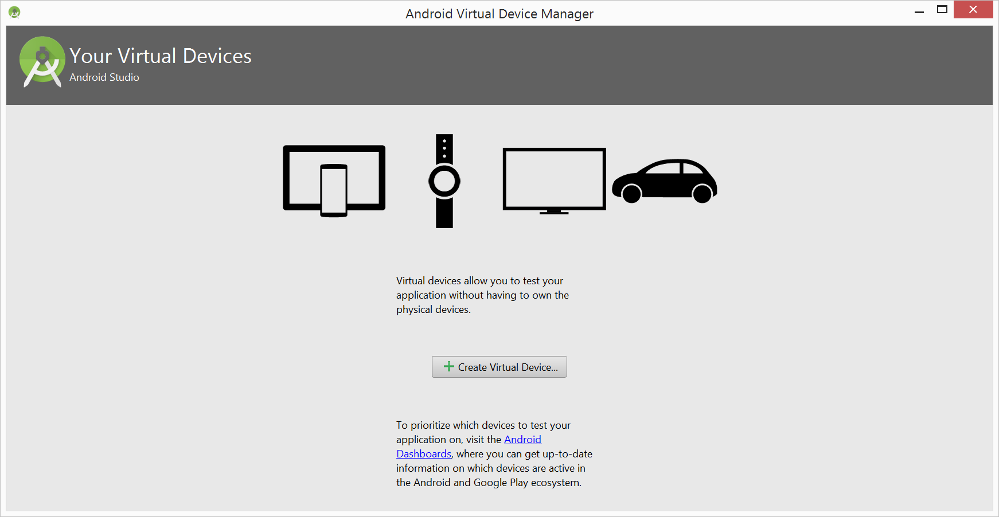 Android Virtual Device Manager
Your Virtual Devices
Android Studio
Virtual devices allow you to test your
application without having to own the
physical devices.
Create Virtual Device...
To prioritize which devices to test your
application on, visit the Android
Dashboards, where you can get up-to-date
information on which devices are active in
the Android and Google Play ecosystem.